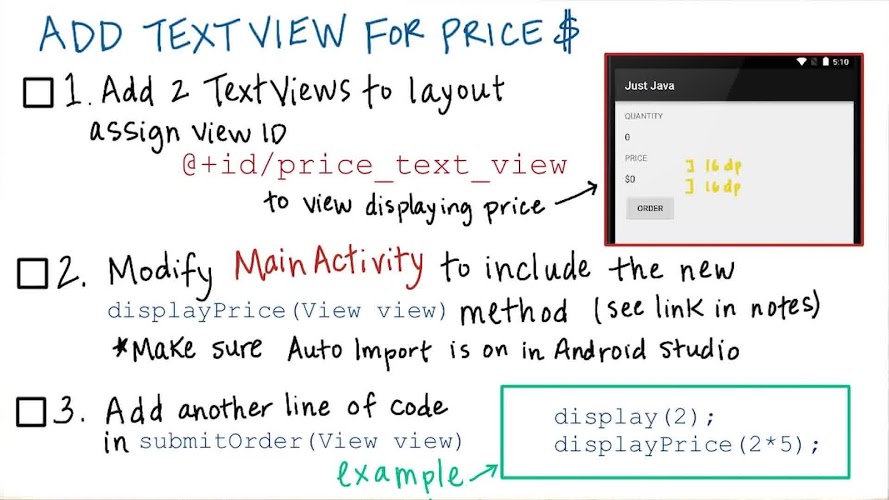 ADD TEXTVIEW FOR PRICE $
1. Add 2 TextViews to layout
assign view ID
@+id/price_text_view
to view displaying price
5:10
Just Java
QUANTITY
0
PRICE
] 16 dp
$0
] 16 dp
ORDER
2. Modify MainActivity to include the new
displayPrice(View view) method (see link in notes)
*Make sure Auto Import is on in Android Studio
3. Add another line of code
in submitOrder(View view)
example
display(2);
displayPrice(2*5);